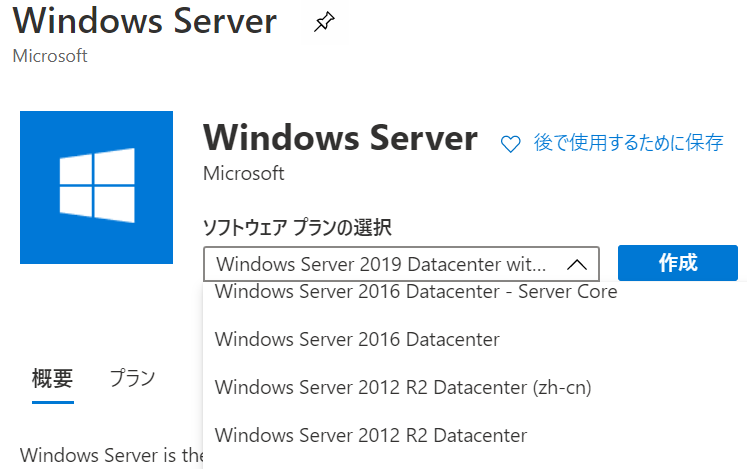 Windows Server
Microsoft
Windows Server
後で使用するために保存
Microsoft
ソフトウェア プランの選択
Windows Server 2019 Datacenter wit...
作成
Windows Server 2016 Datacenter - Server Core
Windows Server 2016 Datacenter
Windows Server 2012 R2 Datacenter (zh-cn)
Windows Server 2012 R2 Datacenter
概要
プラン
Windows Server is the